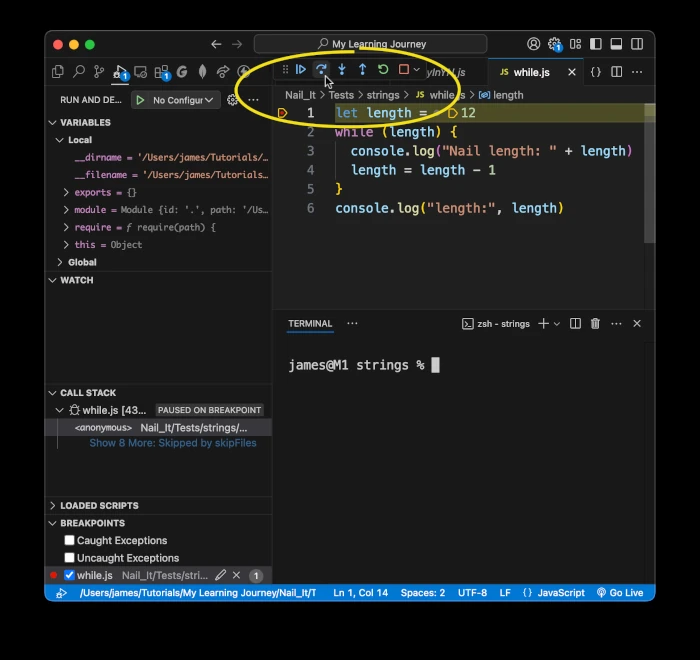 My Learning Journey
1
1
yInYN.js
JS while.js
RUN AND DE...
No Configur
Nail_It > Tests > strings > JS while.js > length
VARIABLES
Local
__dirname = '/Users/james/Tutorials/…
__filename = '/Users/james/Tutorials…
exports = {}
module = Module {id: '.', path: '/Us…
require = ƒ require(path) {
this = Object
Global
WATCH
1 let length = 12
2 while (length) {
3 console.log("Nail length: " + length)
4 length = length - 1
5 }
6 console.log("length:", length)
TERMINAL
zsh - strings
james@M1 strings %
CALL STACK
while.js [43... PAUSED ON BREAKPOINT
<anonymous> Nail_It/Tests/strings/...
Show 8 More: Skipped by skipFiles
LOADED SCRIPTS
BREAKPOINTS
Caught Exceptions
Uncaught Exceptions
while.js Nail_It/Tests/stri... 1
/Users/james/Tutorials/My Learning Journey/Nail_It/T Ln 1, Col 14 Spaces: 2 UTF-8 LF {} JavaScript Go Live